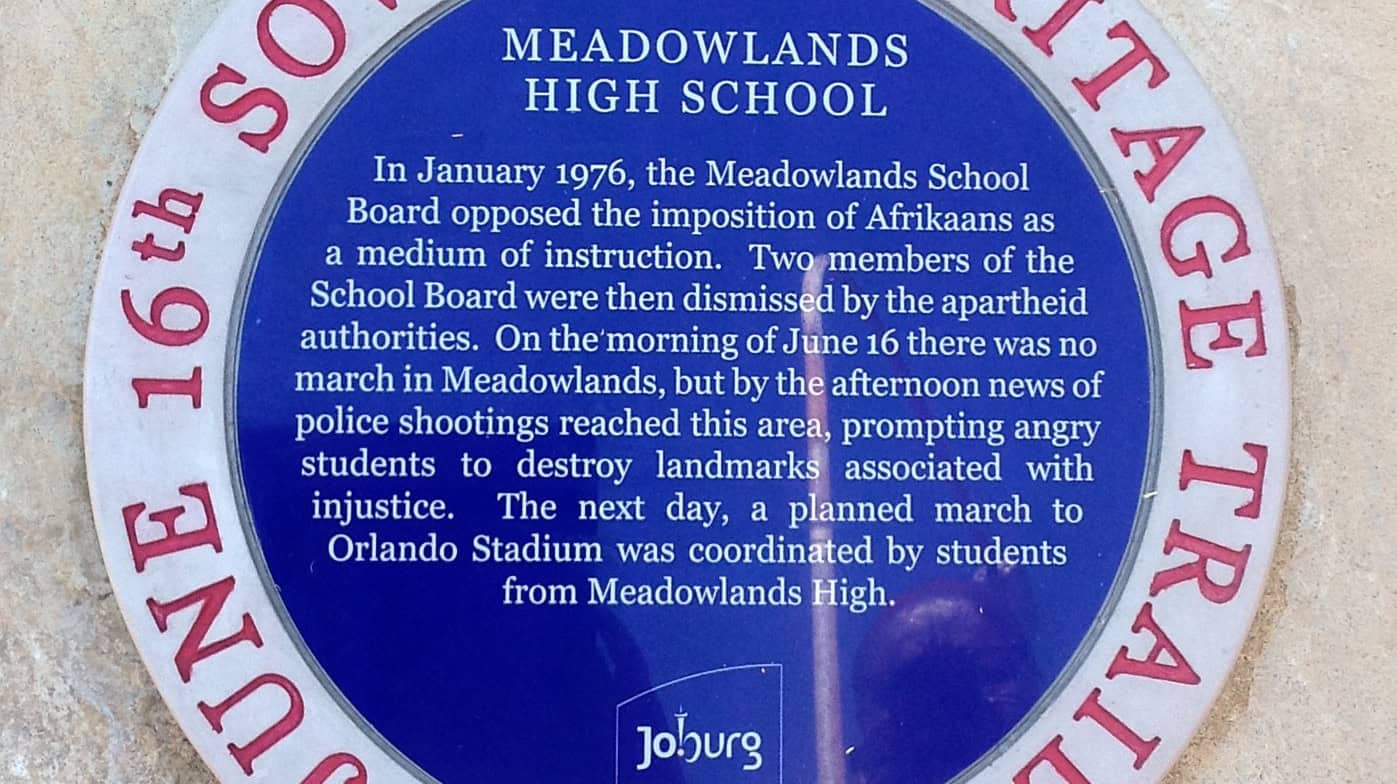 JUNE 16th
RITAGE TRAIL
MEADOWLANDS
HIGH SCHOOL
In January 1976, the Meadowlands School
Board opposed the imposition of Afrikaans as
a medium of instruction. Two members of the
School Board were then dismissed by the apartheid
authorities. On the morning of June 16 there was no
march in Meadowlands, but by the afternoon news of
police shootings reached this area, prompting angry
students to destroy landmarks associated with
injustice. The next day, a planned march to
Orlando Stadium was coordinated by students
from Meadowlands High.
Joburg